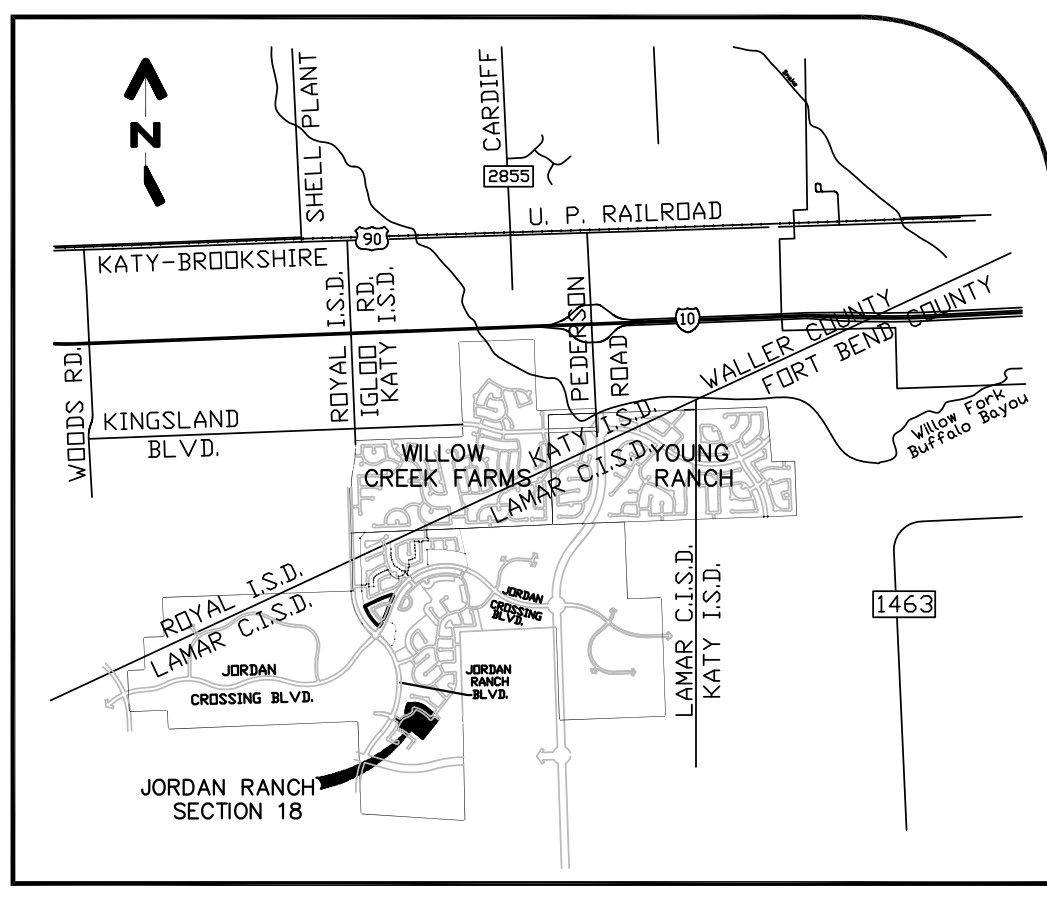 N
SHELL PLANT
CARDIFF
Snake
2855
U. P. RAILROAD
90
KATY-BROOKSHIRE
ROYAL I.S.D.
IGLOO RD.
KATY I.S.D.
PEDERSON
ROAD
10
WALLER COUNTY
FORT BEND COUNTY
WOODS RD.
KINGSLAND
BLVD.
Willow Fork
Buffalo Bayou
WILLOW
CREEK FARMS
KATY I.S.D.
LAMAR C.I.S.D.
YOUNG
RANCH
ROYAL I.S.D.
LAMAR C.I.S.D.
JORDAN
CROSSING
BLVD.
LAMAR C.I.S.D.
KATY I.S.D.
1463
JORDAN
CROSSING BLVD.
JORDAN
RANCH
BLVD.
JORDAN RANCH
SECTION 18